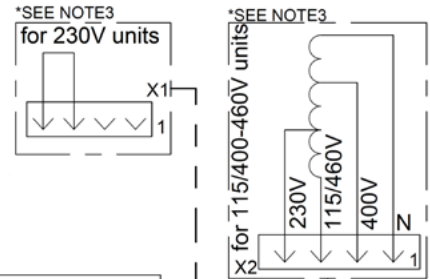 *SEE NOTE3
for 230V units
X1
1
*SEE NOTE3
for 115/400-460V units
230V
115/460V
400V
N
X2
1